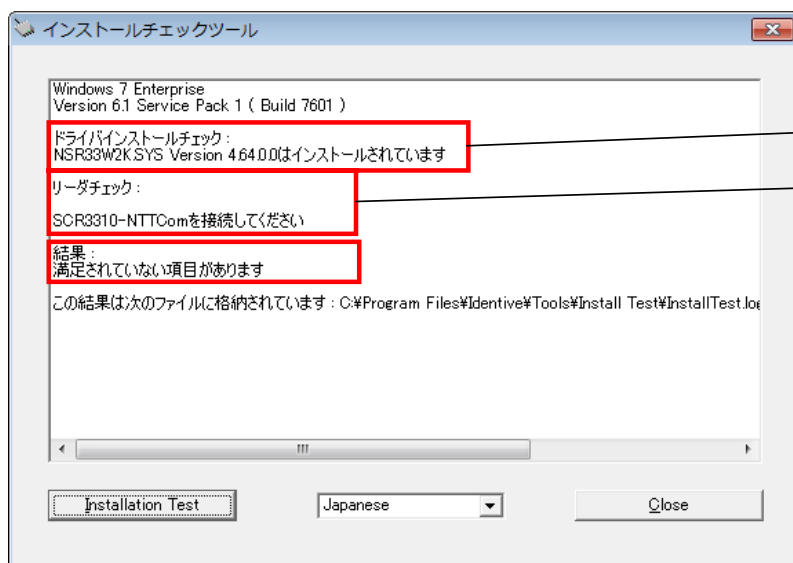 インストールチェックツール
Windows 7 Enterprise
Version 6.1 Service Pack 1 ( Build 7601 )
ドライバインストールチェック :
NSR33W2K.SYS Version 4.64.0.0はインストールされています
リーダチェック :
SCR3310-NTTComを接続してください
結果 :
満足されていない項目があります
この結果は次のファイルに格納されています : C:¥Program Files¥Identive¥Tools¥Install Test¥InstallTest.log
Installation Test
Japanese
Close